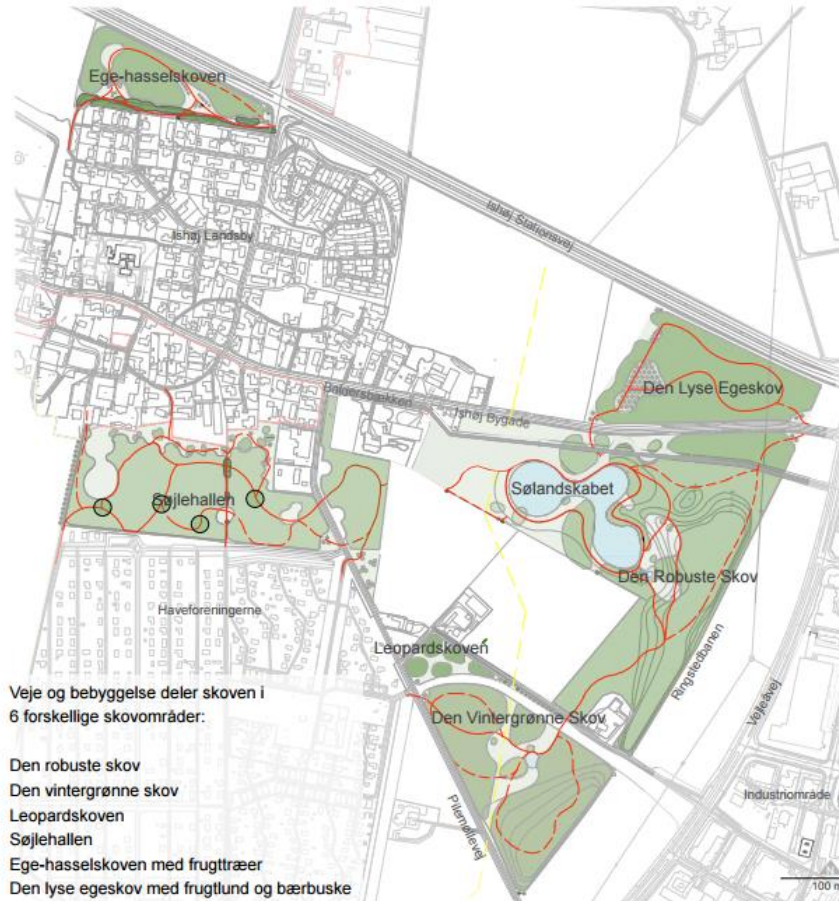 Ege-hasselskoven
Ishøj Stationsvej
Ishøj Landsby
Den Lyse Egeskov
Baldersbækken
Ishøj Bygade
Sølandskabet
Søjlehallen
Den Robuste Skov
Haveforeningerne
Leopardskoven
Ringstedbanen
Vejleåvej
Den Vintergrønne Skov
Pilemøllevej
Industriområde
100 m
Veje og bebyggelse deler skoven i
6 forskellige skovområder:
Den robuste skov
Den vintergrønne skov
Leopardskoven
Søjlehallen
Ege-hasselskoven med frugttræer
Den lyse egeskov med frugtlund og bærbuske